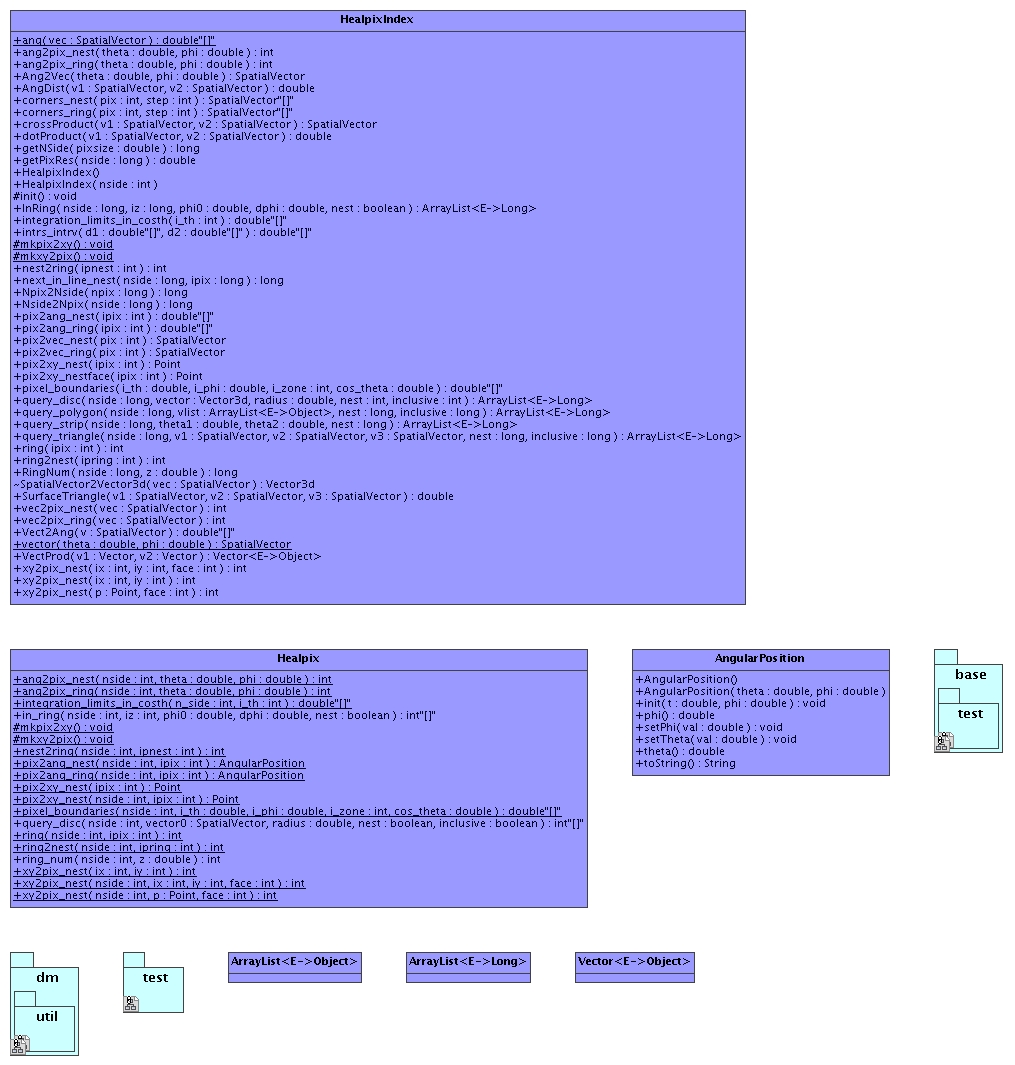 HealpixIndex
+ang( vec : SpatialVector ) : double"[]"
+ang2pix_nest( theta : double, phi : double ) : int
+ang2pix_ring( theta : double, phi : double ) : int
+Ang2Vec( theta : double, phi : double ) : SpatialVector
+AngDist( v1 : SpatialVector, v2 : SpatialVector ) : double
+corners_nest( pix : int, step : int ) : SpatialVector"[]"
+corners_ring( pix : int, step : int ) : SpatialVector"[]"
+crossProduct( v1 : SpatialVector, v2 : SpatialVector ) : SpatialVector
+dotProduct( v1 : SpatialVector, v2 : SpatialVector ) : double
+getNSide( pixsize : double ) : long
+getPixRes( nside : long ) : double
+HealpixIndex()
+HealpixIndex( nside : int )
#init() : void
+InRing( nside : long, iz : long, phi0 : double, dphi : double, nest : boolean ) : ArrayList<E->Long>
+integration_limits_in_costh( i_th : int ) : double"[]"
+intrs_intrv( d1 : double"[]", d2 : double"[]" ) : double"[]"
#mkpix2xy() : void
#mkxy2pix() : void
+nest2ring( ipnest : int ) : int
+next_in_line_nest( nside : long, ipix : long ) : long
+Npix2Nside( npix : long ) : long
+Nside2Npix( nside : long ) : long
+pix2ang_nest( ipix : int ) : double"[]"
+pix2ang_ring( ipix : int ) : double"[]"
+pix2vec_nest( pix : int ) : SpatialVector
+pix2vec_ring( pix : int ) : SpatialVector
+pix2xy_nest( ipix : int ) : Point
+pix2xy_nestface( ipix : int ) : Point
+pixel_boundaries( i_th : double, i_phi : double, i_zone : int, cos_theta : double ) : double"[]"
+query_disc( nside : long, vector : Vector3d, radius : double, nest : int, inclusive : int ) : ArrayList<E->Long>
+query_polygon( nside : long, vlist : ArrayList<E->Object>, nest : long, inclusive : long ) : ArrayList<E->Long>
+query_strip( nside : long, theta1 : double, theta2 : double, nest : long ) : ArrayList<E->Long>
+query_triangle( nside : long, v1 : SpatialVector, v2 : SpatialVector, v3 : SpatialVector, nest : long, inclusive : long ) : ArrayList<E->Long>
+ring( ipix : int ) : int
+ring2nest( ipring : int ) : int
+RingNum( nside : long, z : double ) : long
~SpatialVector2Vector3d( vec : SpatialVector ) : Vector3d
+SurfaceTriangle( v1 : SpatialVector, v2 : SpatialVector, v3 : SpatialVector ) : double
+vec2pix_nest( vec : SpatialVector ) : int
+vec2pix_ring( vec : SpatialVector ) : int
+Vect2Ang( v : SpatialVector ) : double"[]"
+vector( theta : double, phi : double ) : SpatialVector
+VectProd( v1 : Vector, v2 : Vector ) : Vector<E->Object>
+xy2pix_nest( ix : int, iy : int, face : int ) : int
+xy2pix_nest( ix : int, iy : int ) : int
+xy2pix_nest( p : Point, face : int ) : int
Healpix
+ang2pix_nest( nside : int, theta : double, phi : double ) : int
+ang2pix_ring( nside : int, theta : double, phi : double ) : int
+integration_limits_in_costh( n_side : int, i_th : int ) : double"[]"
+in_ring( nside : int, iz : int, phi0 : double, dphi : double, nest : boolean ) : int"[]"
#mkpix2xy() : void
#mkxy2pix() : void
+nest2ring( nside : int, ipnest : int ) : int
+pix2ang_nest( nside : int, ipix : int ) : AngularPosition
+pix2ang_ring( nside : int, ipix : int ) : AngularPosition
+pix2xy_nest( ipix : int ) : Point
+pix2xy_nest( nside : int, ipix : int ) : Point
+pixel_boundaries( nside : int, i_th : double, i_phi : double, i_zone : int, cos_theta : double ) : double"[]"
+query_disc( nside : int, vector0 : SpatialVector, radius : double, nest : boolean, inclusive : boolean ) : int"[]"
+ring( nside : int, ipix : int ) : int
+ring2nest( nside : int, ipring : int ) : int
+ring_num( nside : int, z : double ) : int
+xy2pix_nest( ix : int, iy : int ) : int
+xy2pix_nest( nside : int, ix : int, iy : int, face : int ) : int
+xy2pix_nest( nside : int, p : Point, face : int ) : int
AngularPosition
+AngularPosition()
+AngularPosition( theta : double, phi : double )
+init( t : double, phi : double ) : void
+phi() : double
+setPhi( val : double ) : void
+setTheta( val : double ) : void
+theta() : double
+toString() : String
base
test
dm
util
test
ArrayList<E->Object>
ArrayList<E->Long>
Vector<E->Object>